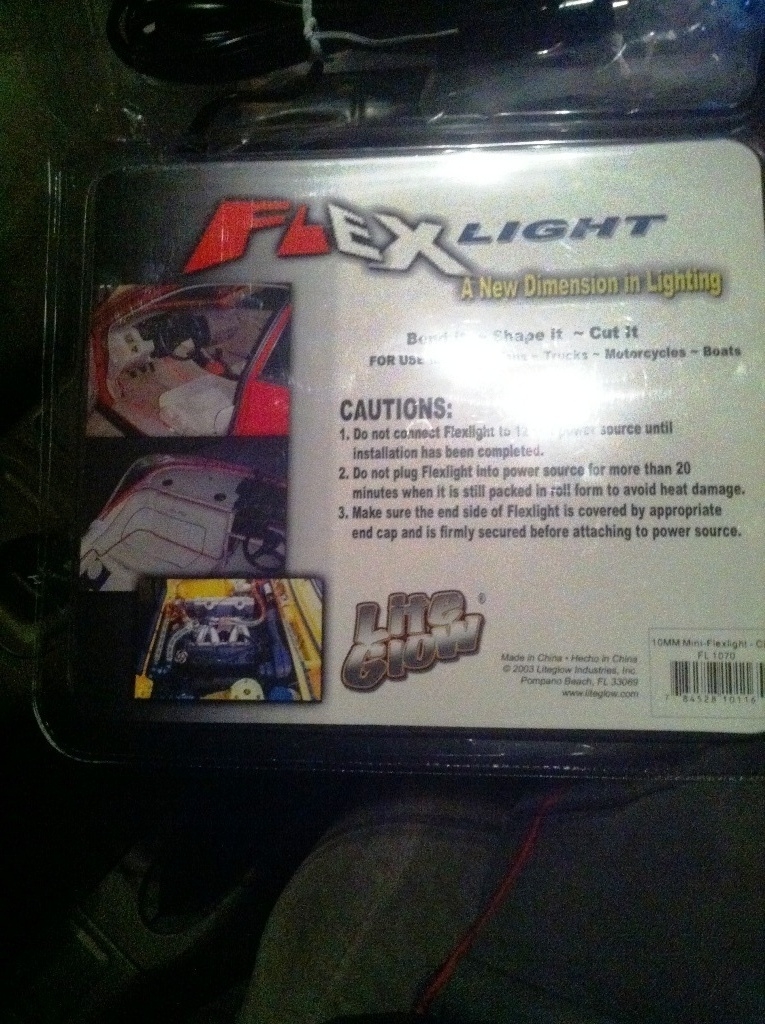 FLEXLIGHT
A New Dimension in Lighting
Shape it ~ Cut it
FOR USE ~ Trucks ~ Motorcycles ~ Boats
CAUTIONS:
1. Do not connect Flexlight to power source until
installation has been completed.
2. Do not plug Flexlight into power source for more than 20
minutes when it is still packed in roll form to avoid heat damage.
3. Make sure the end side of Flexlight is covered by appropriate
end cap and is firmly secured before attaching to power source.
Lite Glow ®
Made in China • Hecho in China
© 2003 Liteglow Industries, Inc.
Pompano Beach, FL 33069
www.liteglow.com
10MM Mini-Flexlight - C
FL 1070
7 84528 10116